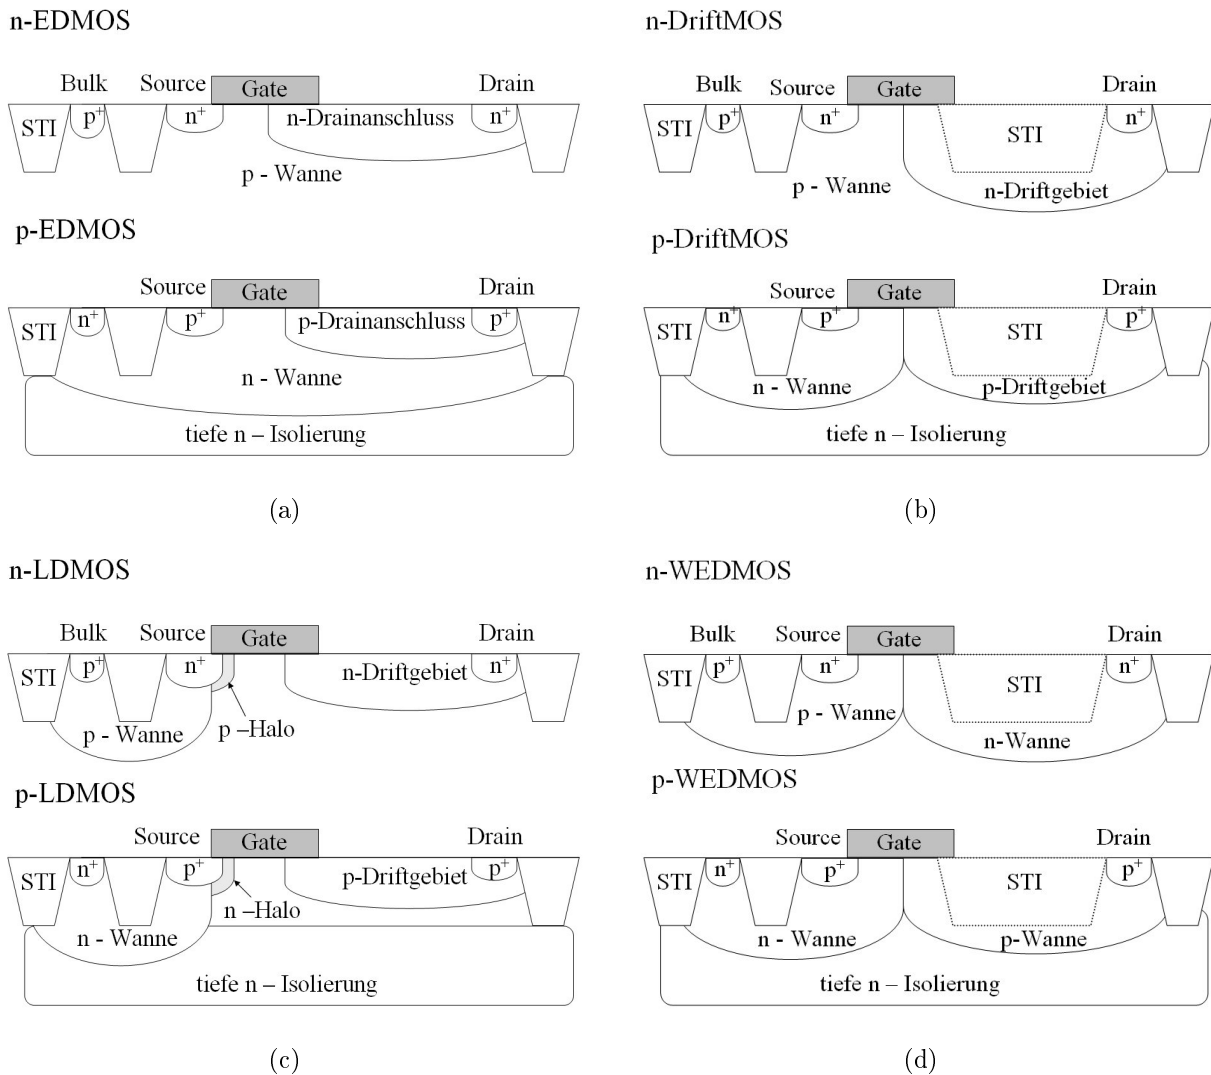 n-EDMOS
Bulk Source Gate Drain
STI p+ n+ n-Drainanschluss n+
p - Wanne
p-EDMOS
Source Gate Drain
STI n+ p+ p-Drainanschluss p+
n - Wanne
tiefe n – Isolierung
(a)
n-DriftMOS
Bulk Source Gate Drain
STI p+ n+ STI n+
p - Wanne n-Driftgebiet
p-DriftMOS
Source Gate Drain
STI n+ p+ STI p+
n - Wanne p-Driftgebiet
tiefe n – Isolierung
(b)
n-LDMOS
Bulk Source Gate Drain
STI p+ n+ n-Driftgebiet n+
p - Wanne p –Halo
p-LDMOS
Source Gate Drain
STI n+ p+ p-Driftgebiet p+
n –Halo
n - Wanne
tiefe n – Isolierung
(c)
n-WEDMOS
Bulk Source Gate Drain
STI p+ n+ STI n+
p - Wanne
n-Wanne
p-WEDMOS
Source Gate Drain
STI n+ p+ STI p+
n - Wanne p-Wanne
tiefe n – Isolierung
(d)